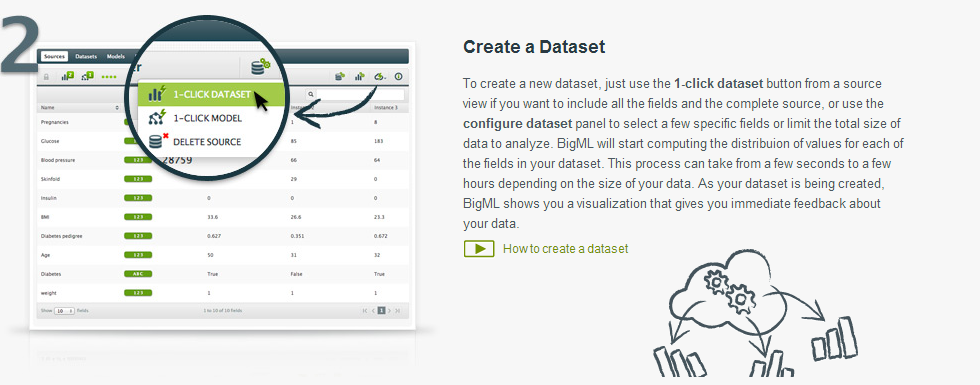 2
Create a Dataset
To create a new dataset, just use the 1-click dataset button from a source
view if you want to include all the fields and the complete source, or use the
configure dataset panel to select a few specific fields or limit the total size of
data to analyze. BigML will start computing the distribuion of values for each of
the fields in your dataset. This process can take from a few seconds to a few
hours depending on the size of your data. As your dataset is being created,
BigML shows you a visualization that gives you immediate feedback about
your data.
How to create a dataset
Sources Datasets Models
1-CLICK DATASET
1-CLICK MODEL
DELETE SOURCE
28759
Name Instance 3
Pregnancies 123 1 8
Glucose 123 85 183
Blood pressure 123 66 64
Skinfold 123 29 0
Insulin 123 0 0 0
BMI 123 33.6 26.6 23.3
Diabetes pedigree 123 0.627 0.351 0.672
Age 123 50 31 32
Diabetes ABC True False True
weight 123 1 1 1
Show 10 fields 1 to 10 of 10 fields 1